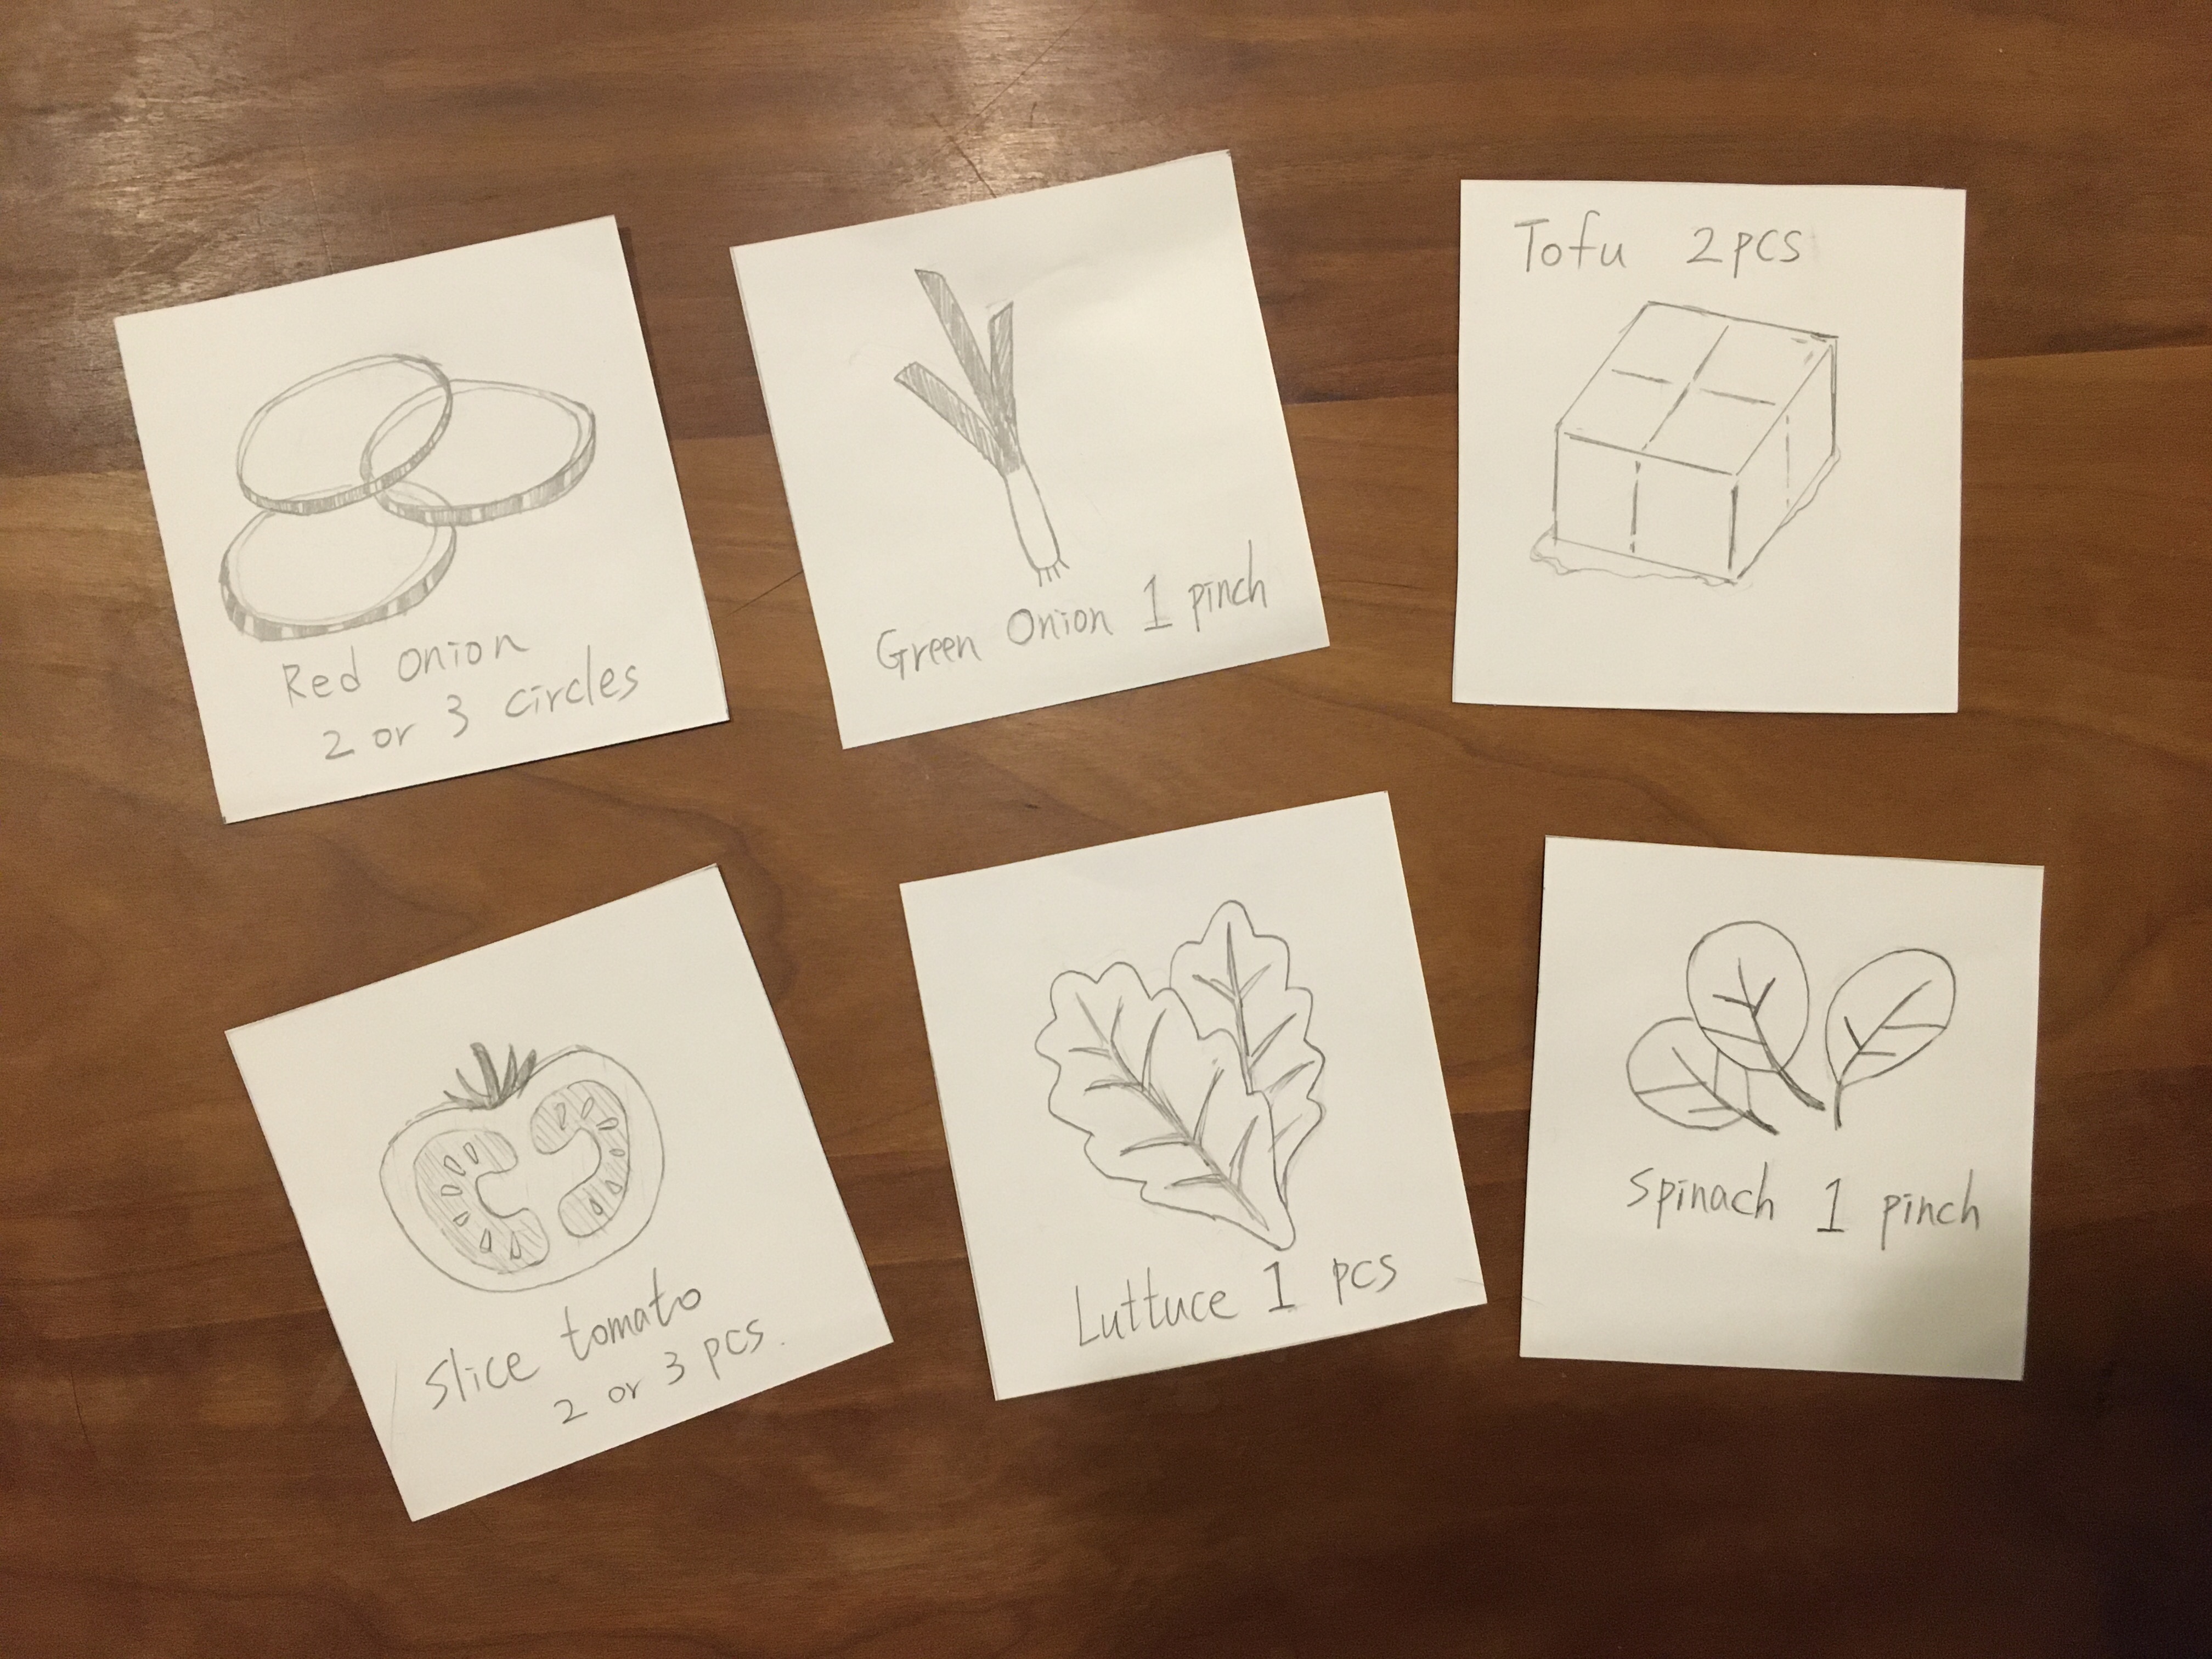 Red onion
2 or 3 circles
Green Onion 1 pinch
Tofu 2pcs
Slice tomato
2 or 3 pcs.
Luttuce 1 pcs
Spinach 1 pinch